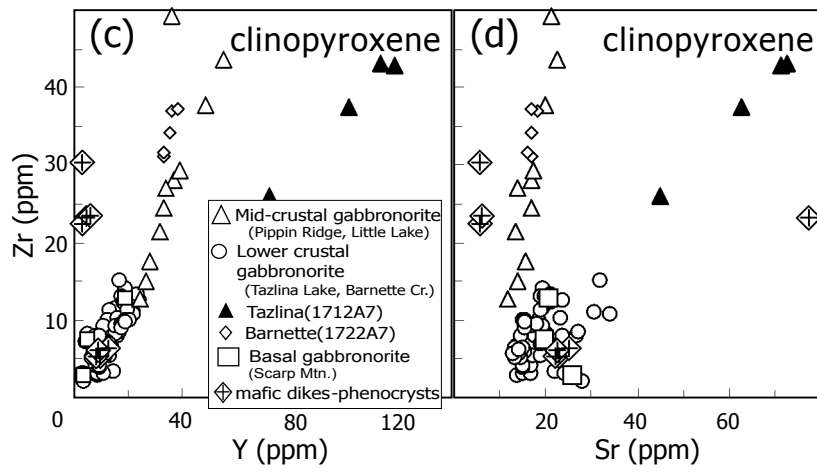 (c)
clinopyroxene
40
30
20
10
0
Zr (ppm)
40
80
120
Y (ppm)
Mid-crustal gabbronorite
(Pippin Ridge, Little Lake)
Lower crustal
gabbronorite
(Tazlina Lake, Barnette Cr.)
Tazlina(1712A7)
Barnette(1722A7)
Basal gabbronorite
(Scarp Mtn.)
mafic dikes-phenocrysts
(d)
clinopyroxene
20
40
60
Sr (ppm)